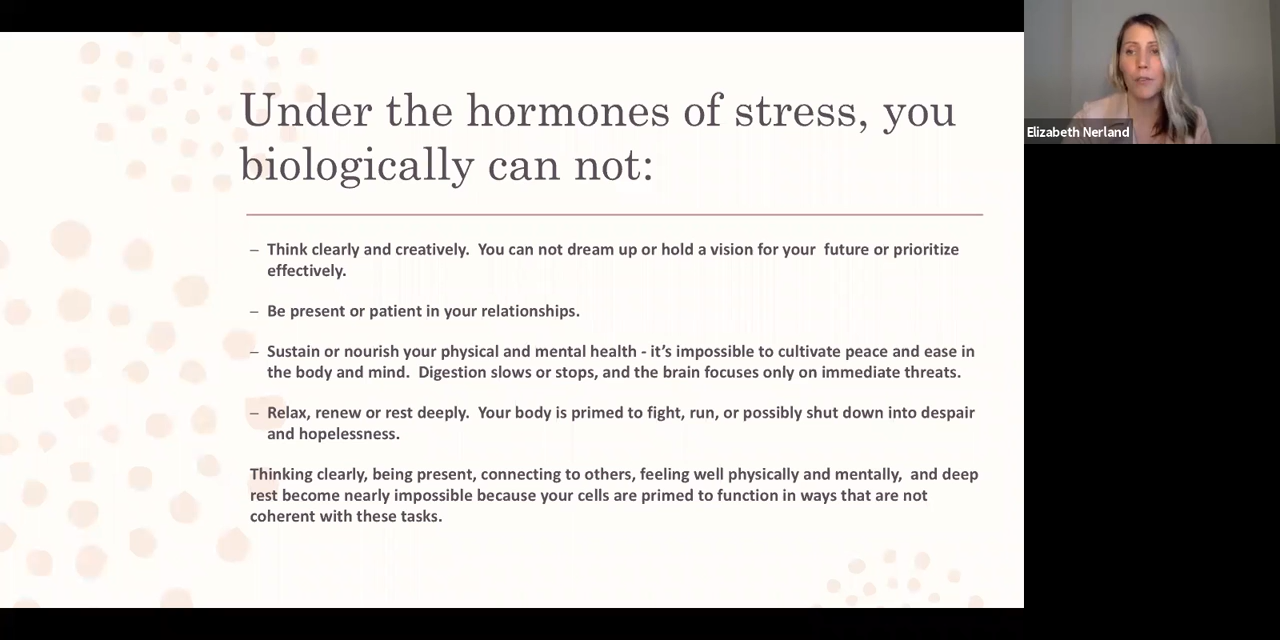 Under the hormones of stress, you
biologically can not:
– Think clearly and creatively.  You can not dream up or hold a vision for your  future or prioritize
effectively.
– Be present or patient in your relationships.
– Sustain or nourish your physical and mental health - it’s impossible to cultivate peace and ease in
the body and mind.  Digestion slows or stops, and the brain focuses only on immediate threats.
– Relax, renew or rest deeply.  Your body is primed to fight, run, or possibly shut down into despair
and hopelessness.
Thinking clearly, being present, connecting to others, feeling well physically and mentally,  and deep
rest become nearly impossible because your cells are primed to function in ways that are not
coherent with these tasks.
Elizabeth Nerland